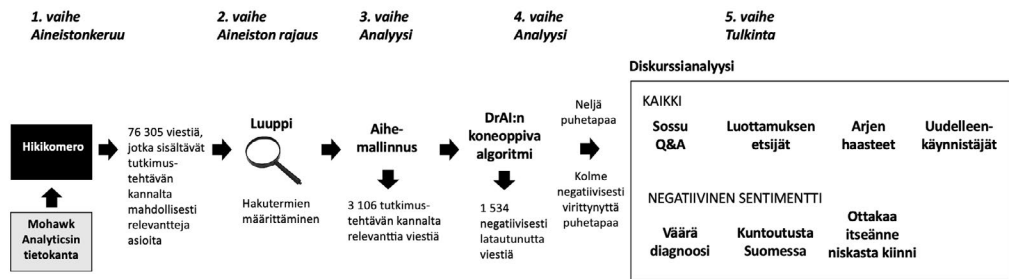 1. vaihe
Aineistonkeruu
2. vaihe
Aineiston rajaus
3. vaihe
Analyysi
4. vaihe
Analyysi
5. vaihe
Tulkinta
Hikikomero
Mohawk
Analyticsin
tietokanta
76 305 viestiä,
jotka sisältävät
tutkimus-
tehtävän
kannalta
mahdollisesti
relevantteja
asioita
Luuppi
Hakutermien
määrittäminen
Aihe-
mallinnus
3 106 tutkimus-
tehtävän kannalta
relevanttia viestiä
DrAI:n
koneoppiva
algoritmi
1 534
negatiivisesti
latautunutta
viestiä
Neljä
puhetapaa
Kolme
negatiivisesti
virittynyttä
puhetapaa
Diskurssianalyysi
KAIKKI
Sossu
Q&A
Luottamuksen
etsijät
Arjen
haasteet
Uudelleen-
käynnistäjät
NEGATIIVINEN SENTIMENTTI
Väärä
diagnoosi
Kuntoutusta
Suomessa
Ottakaa
itseänne
niskasta kiinni